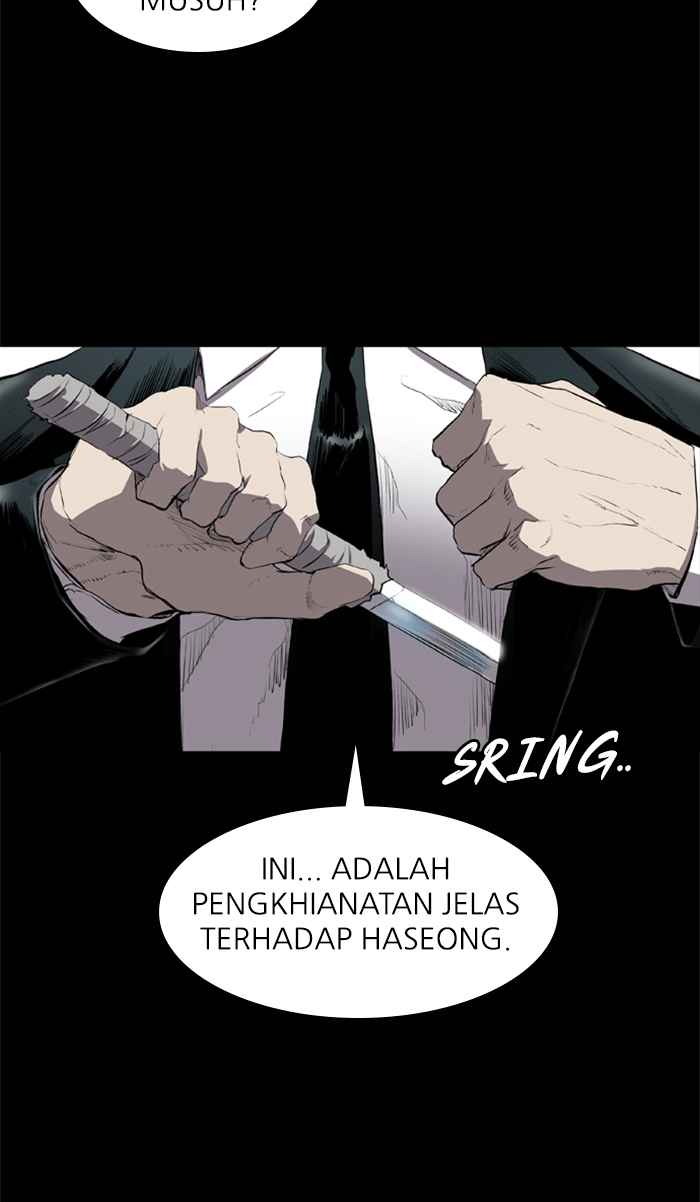 MUSUH?
SRING..
INI... ADALAH
PENGKHIANATAN JELAS
TERHADAP HASEONG.